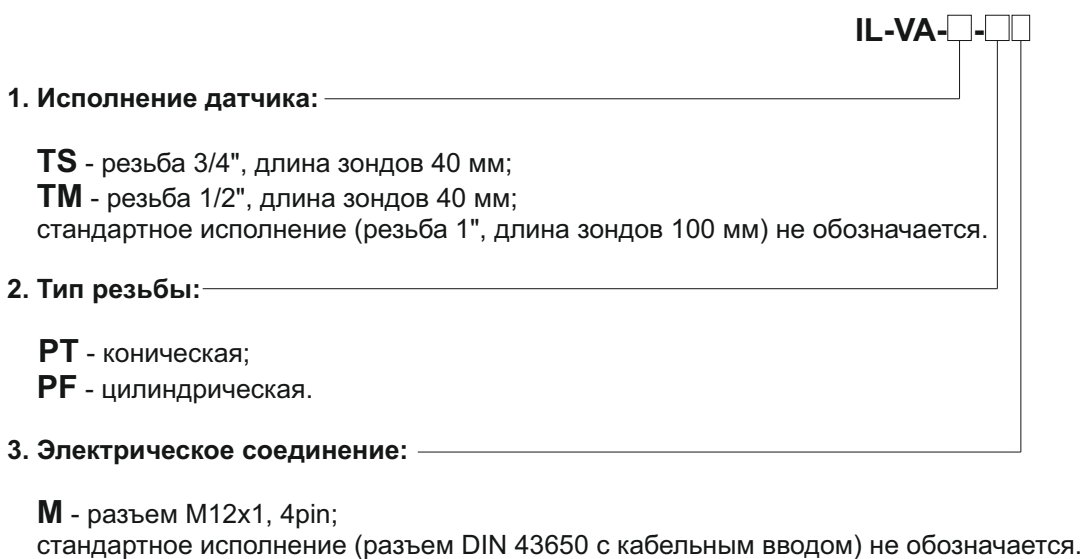 IL-VA-□-□□
1. Исполнение датчика:
TS - резьба 3/4", длина зондов 40 мм;
TM - резьба 1/2", длина зондов 40 мм;
стандартное исполнение (резьба 1", длина зондов 100 мм) не обозначается.
2. Тип резьбы:
PT - коническая;
PF - цилиндрическая.
3. Электрическое соединение:
M - разъем M12x1, 4pin;
стандартное исполнение (разъем DIN 43650 с кабельным вводом) не обозначается.